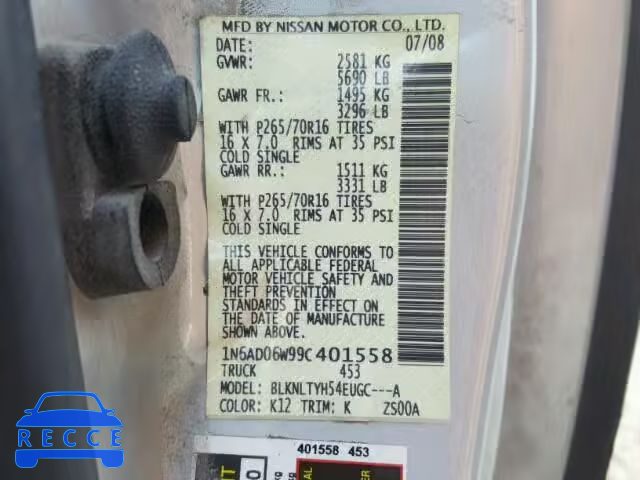 MFD BY NISSAN MOTOR CO., LTD.
DATE: 07/08
GVWR: 2581 KG
5690 LB
GAWR FR.: 1495 KG
3296 LB
WITH P265/70R16 TIRES
16 X 7.0 RIMS AT 35 PSI
COLD SINGLE
GAWR RR.: 1511 KG
3331 LB
WITH P265/70R16 TIRES
16 X 7.0 RIMS AT 35 PSI
COLD SINGLE
THIS VEHICLE CONFORMS TO
ALL APPLICABLE FEDERAL
MOTOR VEHICLE SAFETY AND
THEFT PREVENTION
STANDARDS IN EFFECT ON
THE DATE OF MANUFACTURE
SHOWN ABOVE.
1N6AD06W99C401558
TRUCK 453
MODEL: BLKNLTYH54EUGC---A
COLOR: K12 TRIM: K ZS00A
401558 453
RECCE